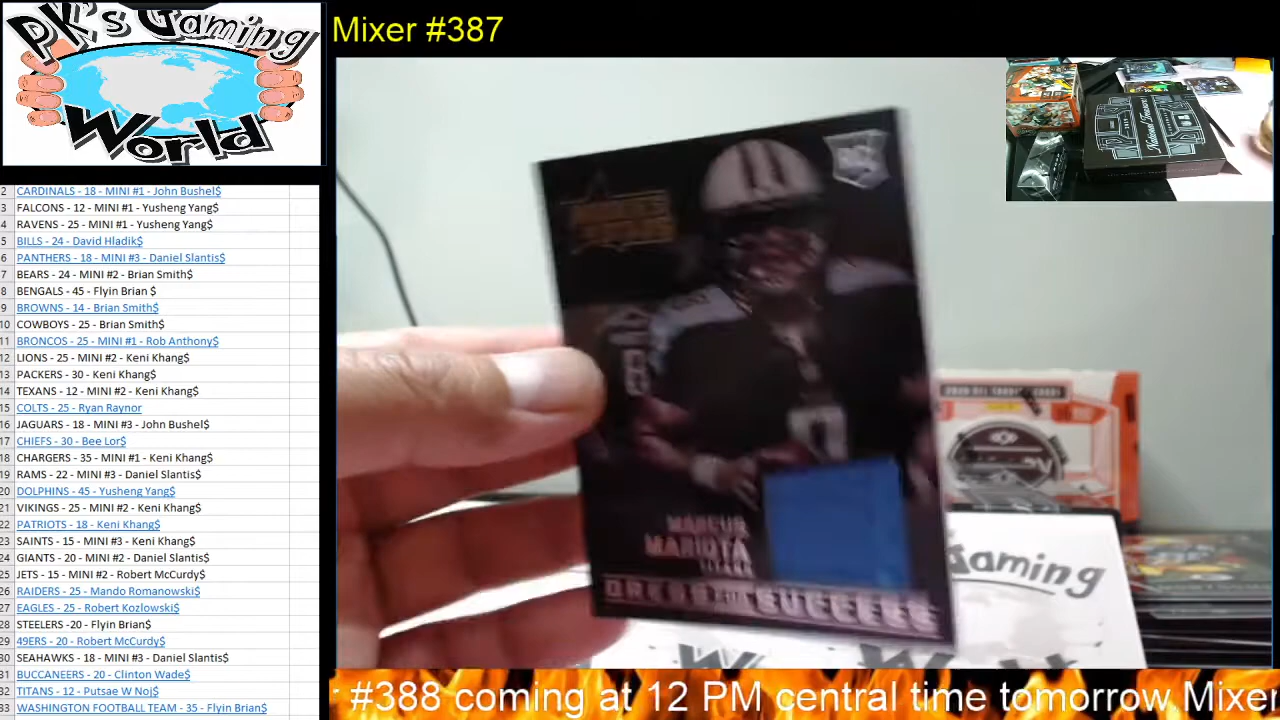 PK's Gaming
World
Mixer #387
2 CARDINALS - 18 - MINI #1 - John Bushel$
3 FALCONS - 12 - MINI #1 - Yusheng Yang$
4 RAVENS - 25 - MINI #1 - Yusheng Yang$
5 BILLS - 24 - David Hladik$
6 PANTHERS - 18 - MINI #3 - Daniel Slantis$
7 BEARS - 24 - MINI #2 - Brian Smith$
8 BENGALS - 45 - Flyin Brian $
9 BROWNS - 14 - Brian Smith$
10 COWBOYS - 25 - Brian Smith$
11 BRONCOS - 25 - MINI #1 - Rob Anthony$
12 LIONS - 25 - MINI #2 - Keni Khang$
13 PACKERS - 30 - Keni Khang$
14 TEXANS - 12 - MINI #2 - Keni Khang$
15 COLTS - 25 - Ryan Raynor
16 JAGUARS - 18 - MINI #3 - John Bushel$
17 CHIEFS - 30 - Bee Lor$
18 CHARGERS - 35 - MINI #1 - Keni Khang$
19 RAMS - 22 - MINI #3 - Daniel Slantis$
20 DOLPHINS - 45 - Yusheng Yang$
21 VIKINGS - 25 - MINI #2 - Keni Khang$
22 PATRIOTS - 18 - Keni Khang$
23 SAINTS - 15 - MINI #3 - Keni Khang$
24 GIANTS - 20 - MINI #2 - Daniel Slantis$
25 JETS - 15 - MINI #2 - Robert McCurdy$
26 RAIDERS - 25 - Mando Romanowski$
27 EAGLES - 25 - Robert Kozlowski$
28 STEELERS -20 - Flyin Brian$
29 49ERS - 20 - Robert McCurdy$
30 SEAHAWKS - 18 - MINI #3 - Daniel Slantis$
31 BUCCANEERS - 20 - Clinton Wade$
32 TITANS - 12 - Putsae W Noj$
33 WASHINGTON FOOTBALL TEAM - 35 - Flyin Brian$
MARCUS
MARIOTA
TITANS
DRESS FOR SUCCESS
National Treasures
Gaming
#388 coming at 12 PM central time tomorrow Mixer